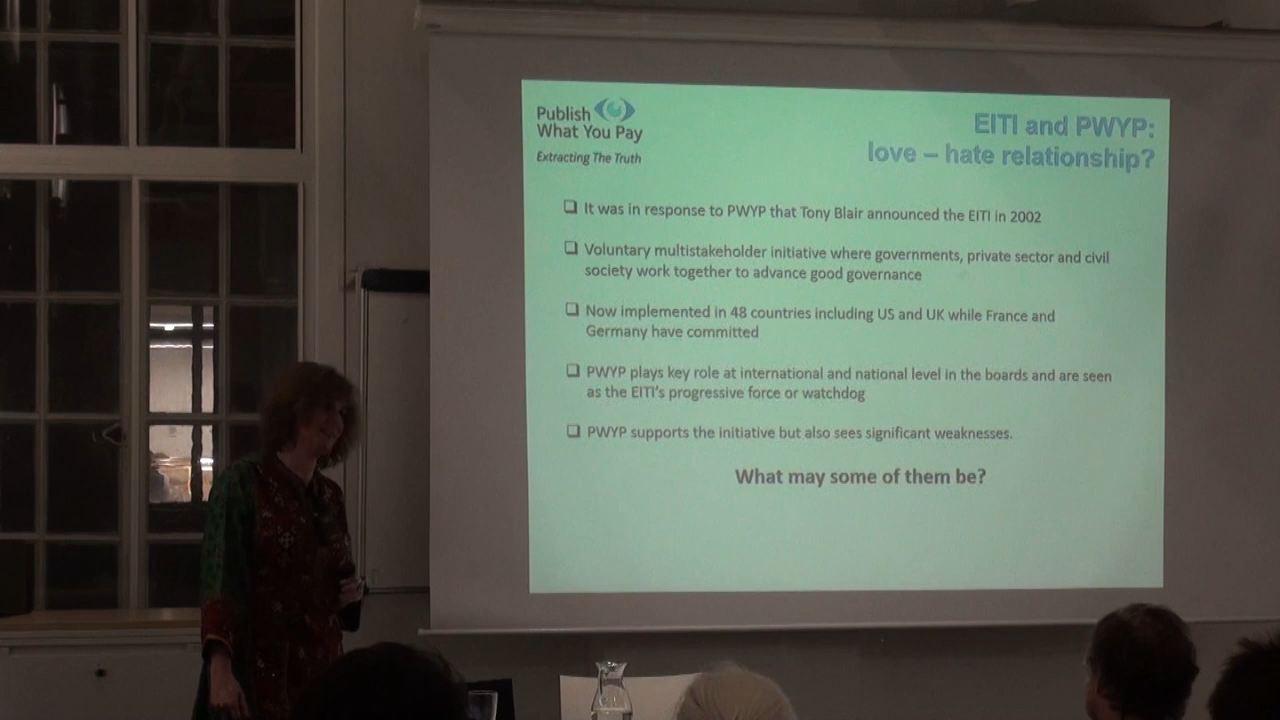 Publish
What You Pay
Extracting The Truth
EITI and PWYP:
love – hate relationship?
❑ It was in response to PWYP that Tony Blair announced the EITI in 2002
❑ Voluntary multistakeholder initiative where governments, private sector and civil
society work together to advance good governance
❑ Now implemented in 48 countries including US and UK while France and
Germany have committed
❑ PWYP plays key role at international and national level in the boards and are seen
as the EITI's progressive force or watchdog
❑ PWYP supports the initiative but also sees significant weaknesses.
What may some of them be?